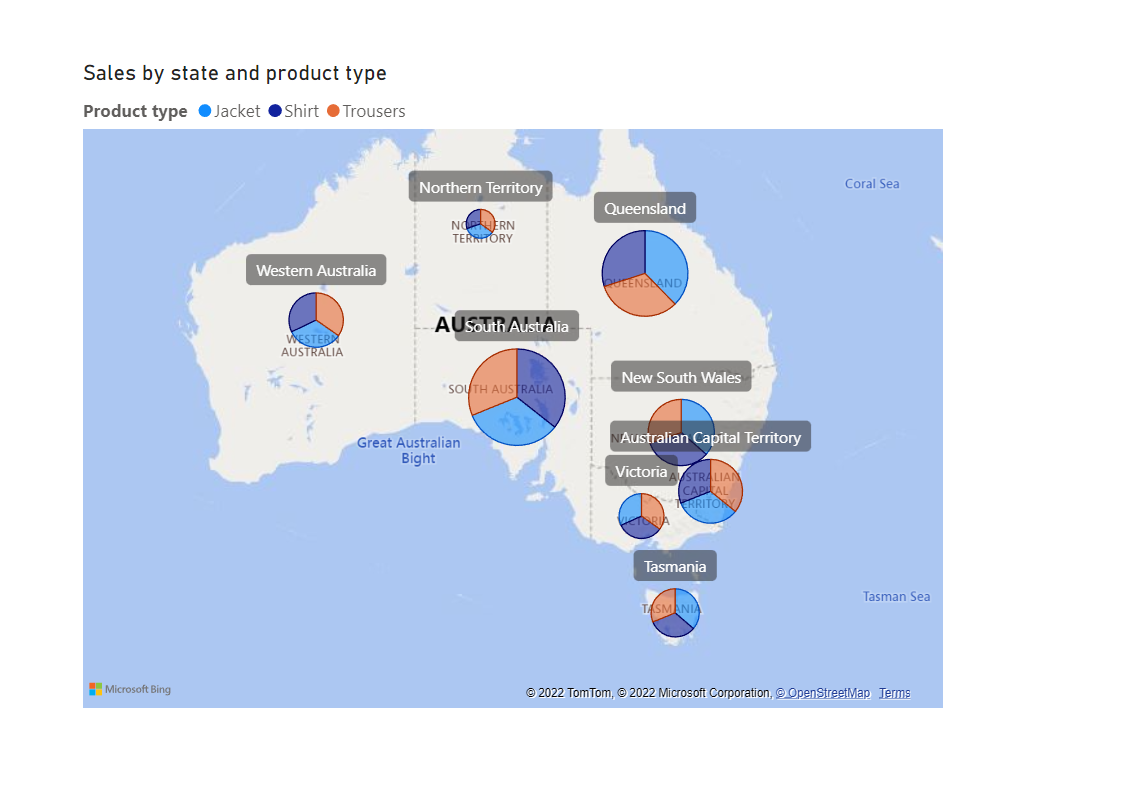 Sales by state and product type
Product type Jacket Shirt Trousers
Coral Sea
Northern Territory
NORTHERN
TERRITORY
Queensland
QUEENSLAND
Western Australia
WESTERN
AUSTRALIA
AUSTRALIA
South Australia
SOUTH AUSTRALIA
New South Wales
Australian Capital Territory
Great Australian
Bight
Victoria
AUSTRALIAN
CAPITAL
TERRITORY
VICTORIA
Tasmania
TASMANIA
Tasman Sea
Microsoft Bing
© 2022 TomTom, © 2022 Microsoft Corporation, © OpenStreetMap Terms